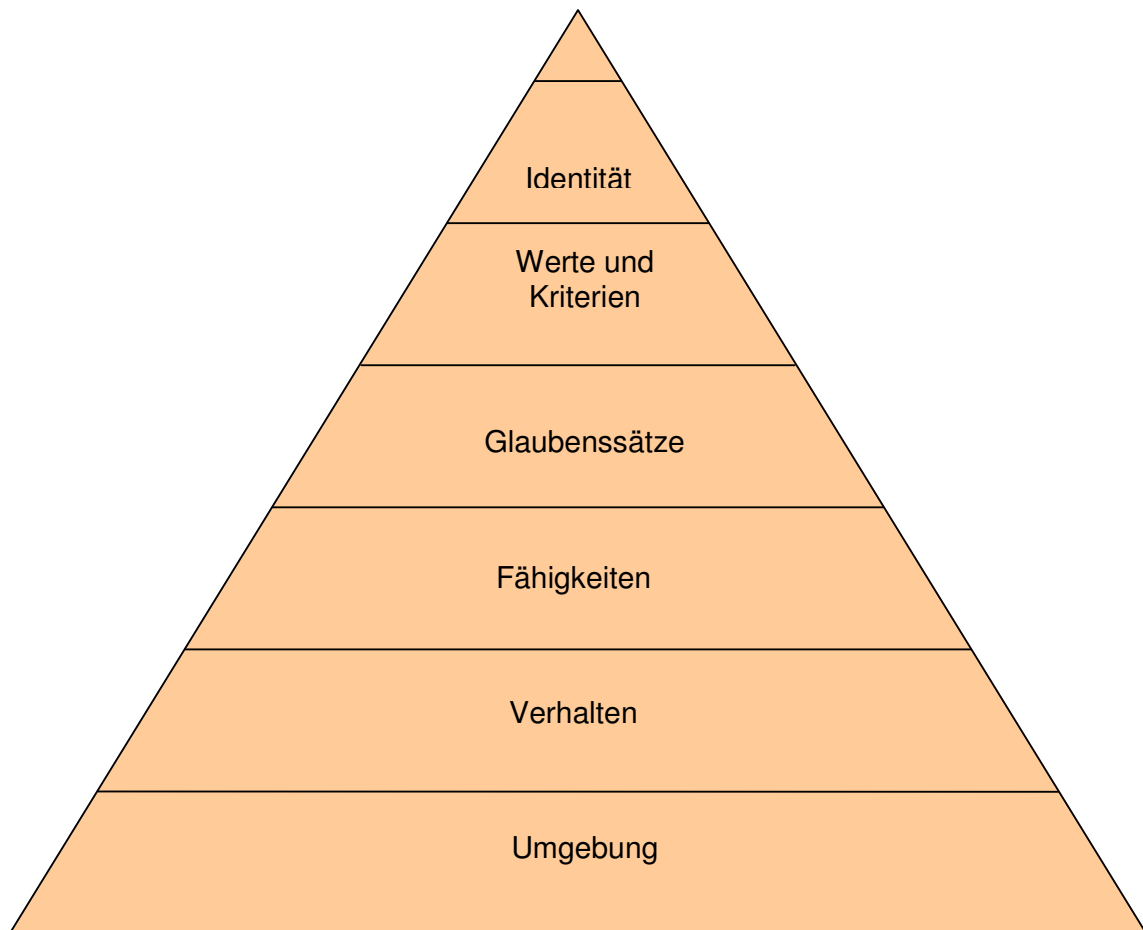 Identität
Werte und
Kriterien
Glaubenssätze
Fähigkeiten
Verhalten
Umgebung